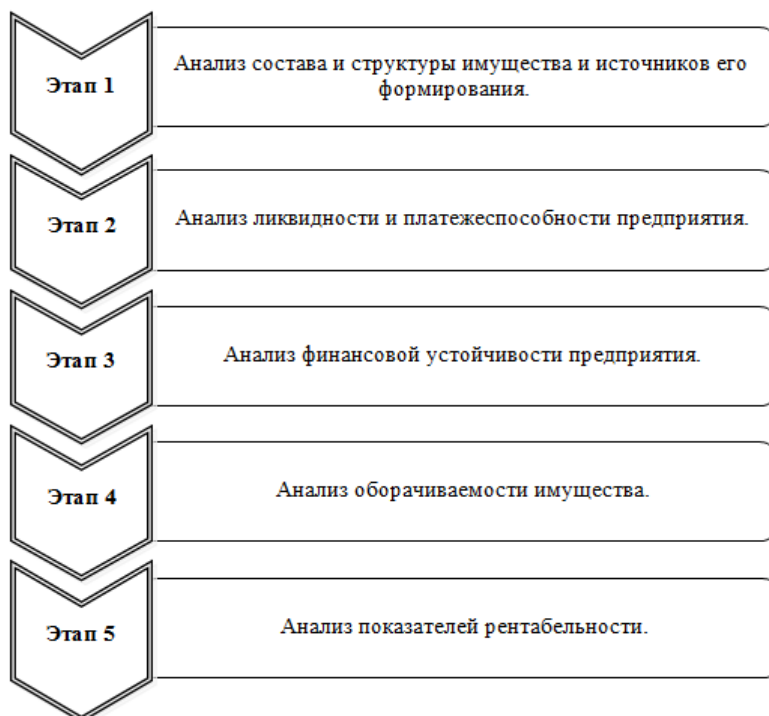 Этап 1
Анализ состава и структуры имущества и источников его
формирования.
Этап 2
Анализ ликвидности и платежеспособности предприятия.
Этап 3
Анализ финансовой устойчивости предприятия.
Этап 4
Анализ оборачиваемости имущества.
Этап 5
Анализ показателей рентабельности.